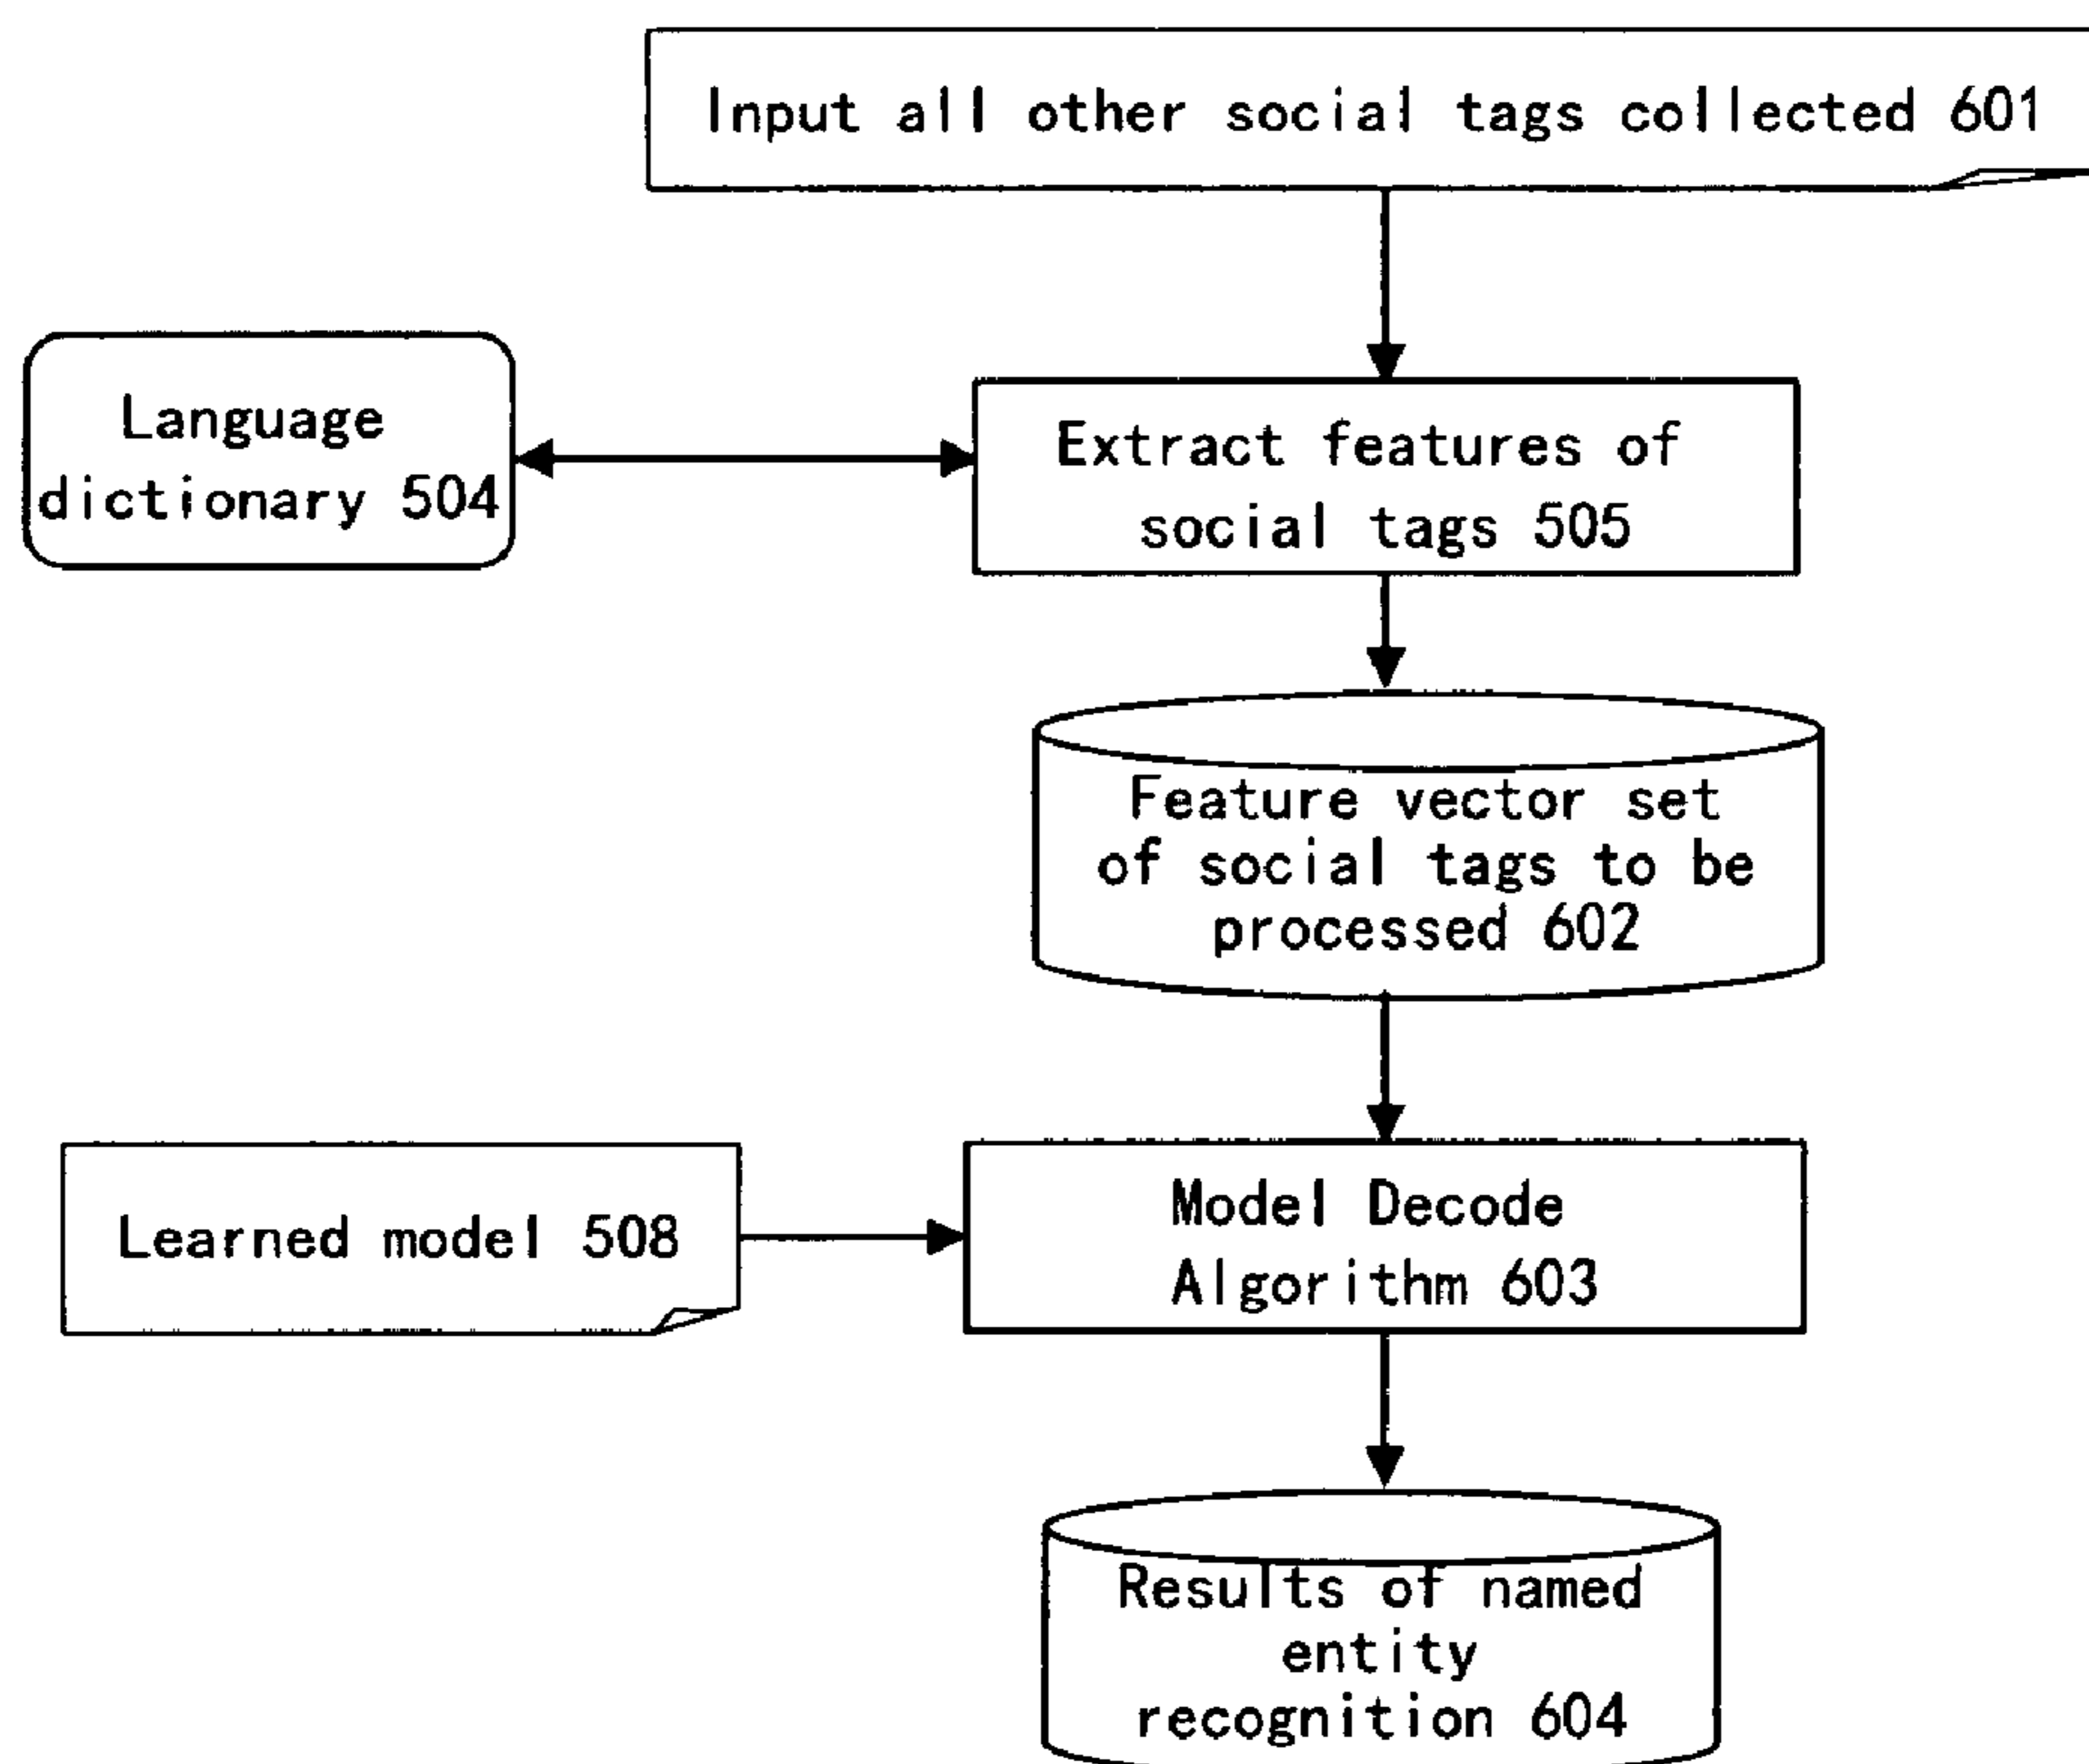 Input all other social tags collected 601
Language
dictionary 504
Extract features of
social tags 505
Feature vector set
of social tags to be
processed 602
Learned model 508
Model Decode
Algorithm 603
Results of named
entity
recognition 604